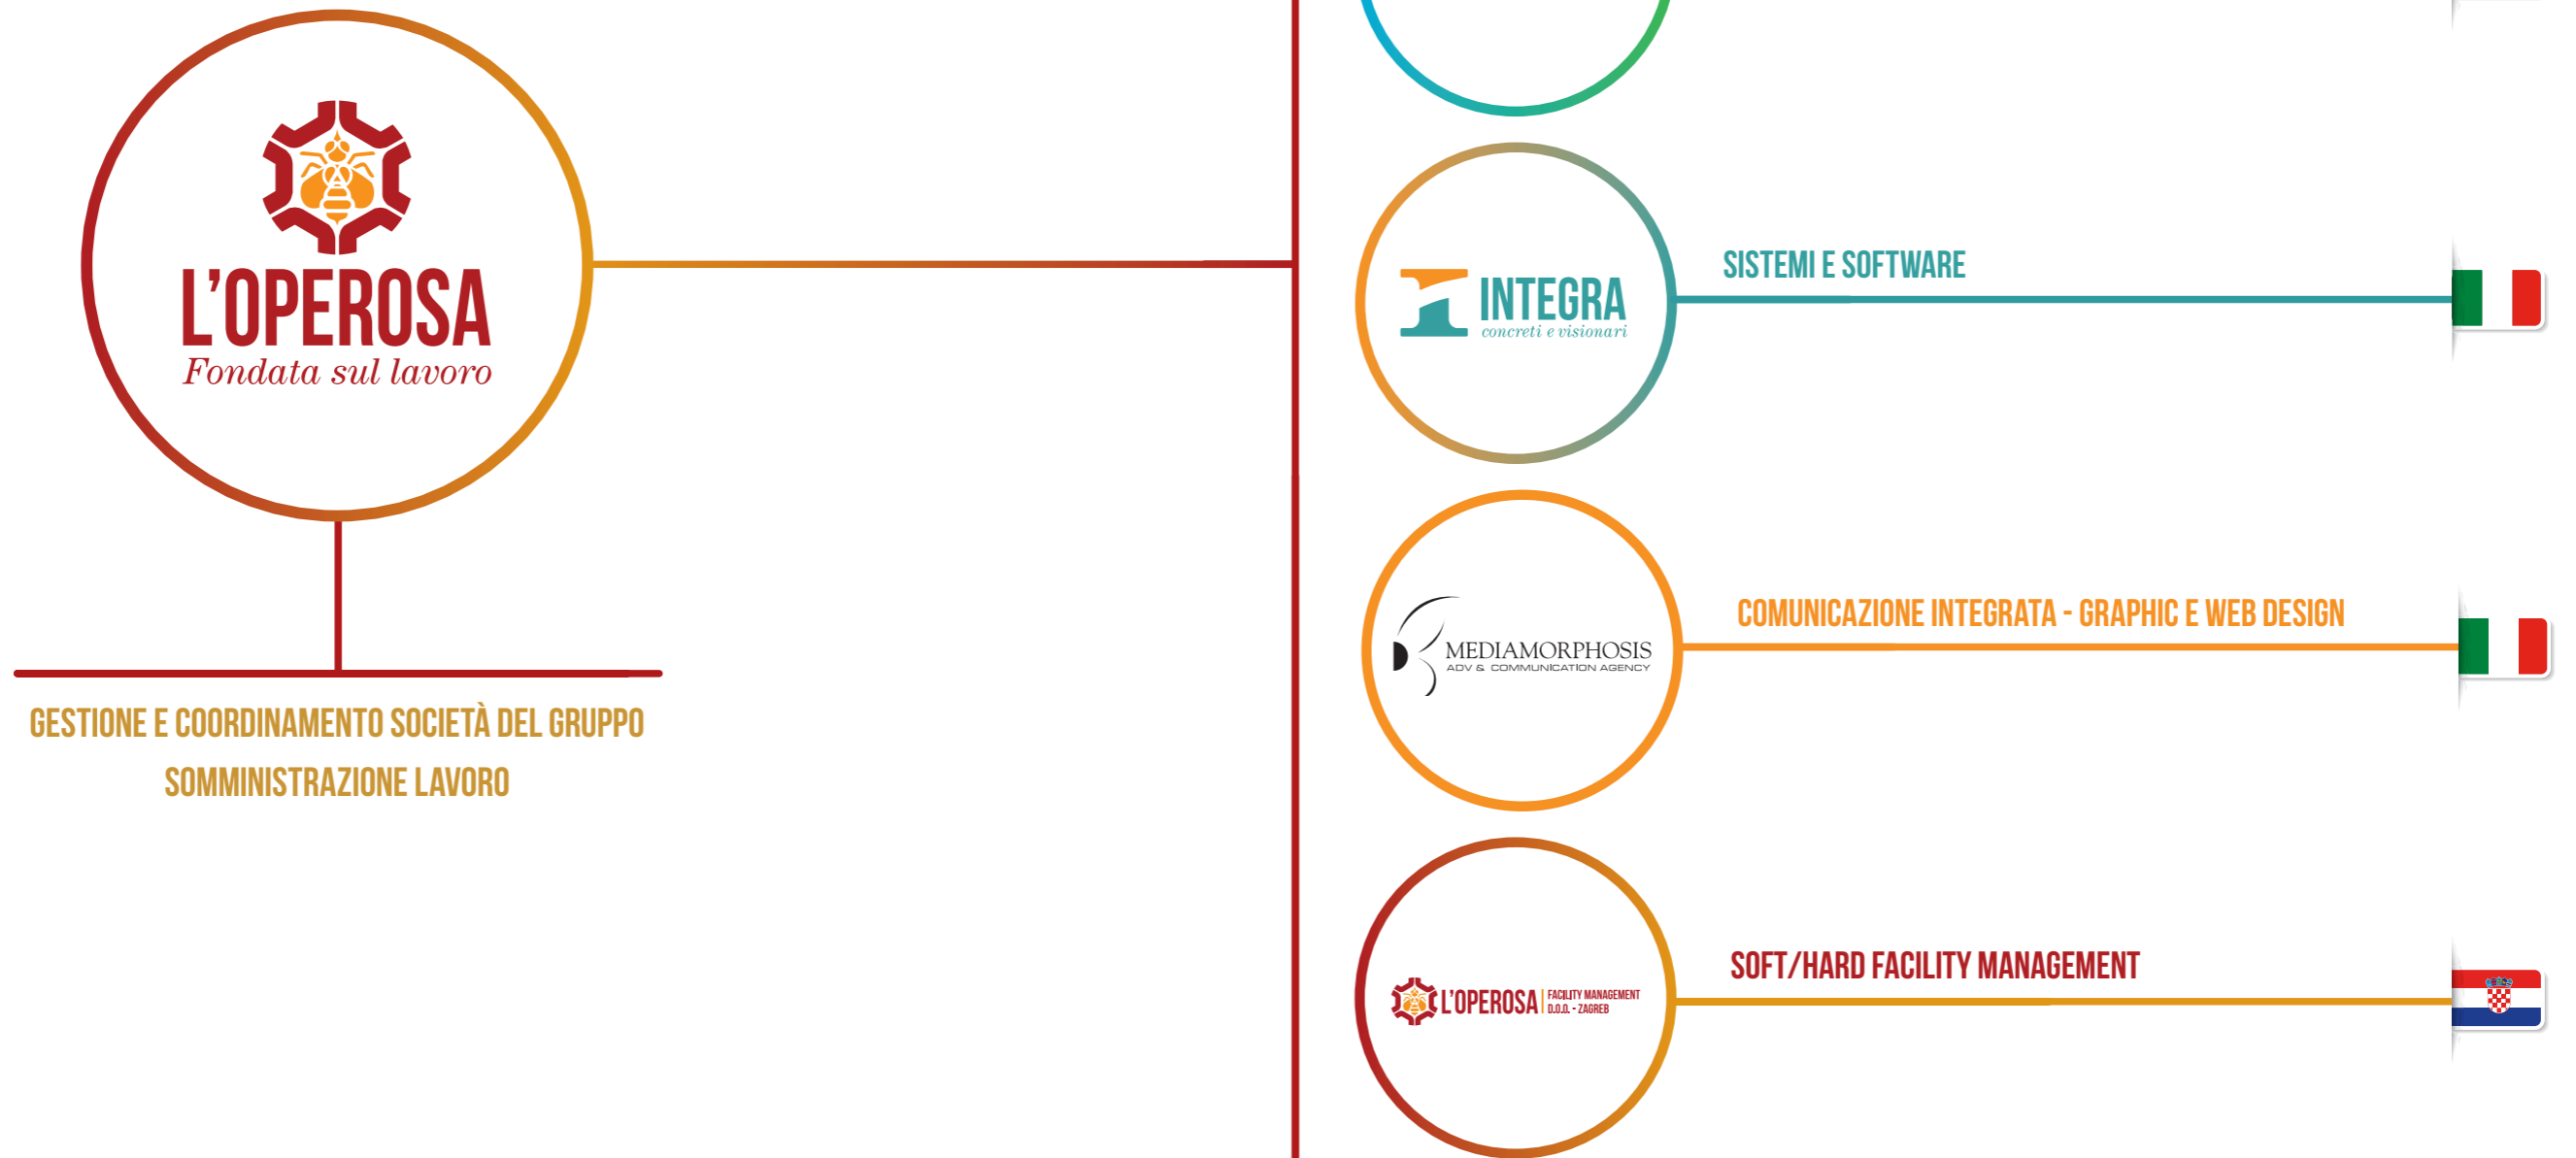 L'OPEROSA
Fondata sul lavoro
GESTIONE E COORDINAMENTO SOCIETÀ DEL GRUPPO
SOMMINISTRAZIONE LAVORO
INTEGRA
concreti e visionari
SISTEMI E SOFTWARE
MEDIAMORPHOSIS
ADV & COMMUNICATION AGENCY
COMUNICAZIONE INTEGRATA - GRAPHIC E WEB DESIGN
L'OPEROSA
FACILITY MANAGEMENT
D.O.O. - ZAGREB
SOFT/HARD FACILITY MANAGEMENT